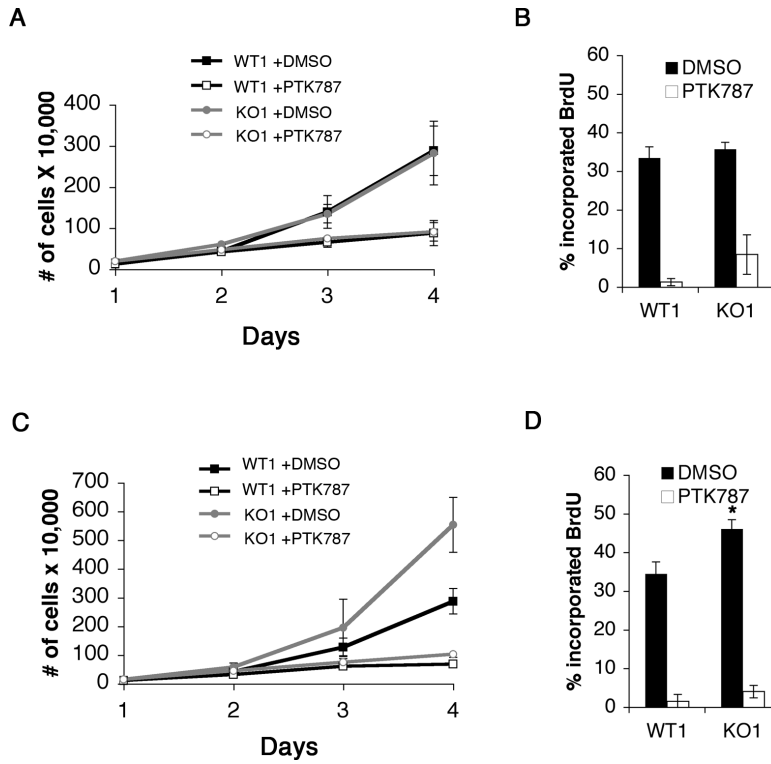 A
WT1 +DMSO
WT1 +PTK787
KO1 +DMSO
KO1 +PTK787
# of cells X 10,000
400
300
200
100
0
1 2 3 4
Days
B
DMSO
PTK787
% incorporated BrdU
60
50
40
30
20
10
0
WT1 KO1
C
WT1 +DMSO
WT1 +PTK787
KO1 +DMSO
KO1 +PTK787
# of cells x 10,000
700
600
500
400
300
200
100
0
1 2 3 4
Days
D
DMSO
PTK787
*
% incorporated BrdU
60
50
40
30
20
10
0
WT1 KO1